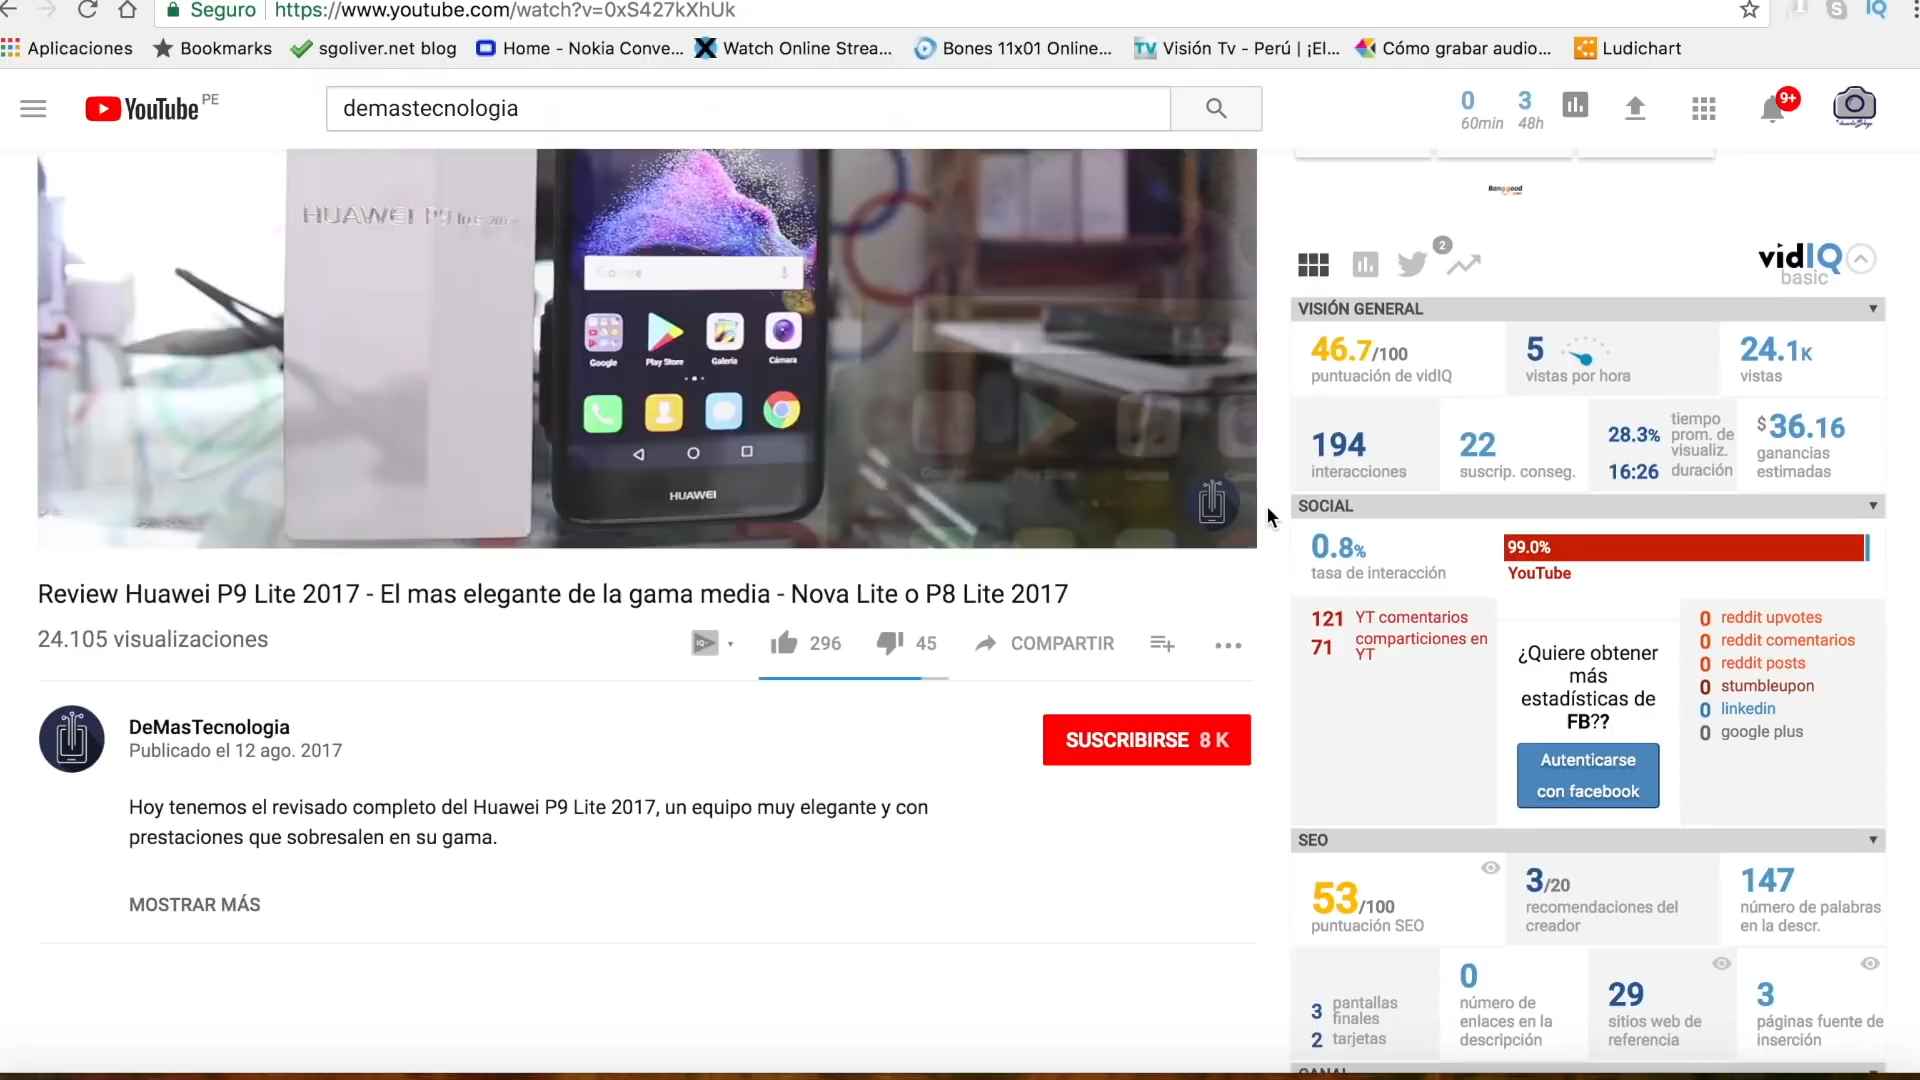 Seguro https://www.youtube.com/watch?v=0xS427kXhUk
Aplicaciones Bookmarks sgoliver.net blog Home - Nokia Conve... Watch Online Strea... Bones 11x01 Online... Visión Tv - Perú | ¡El... Cómo grabar audio... Ludichart
YouTube PE
demastecnologia
0 60min
3 48h
9+
Banggood.com
HUAWEI P9 lite 2017
Google
Google Play Store Galería Cámara
HUAWEI
2
vidIQ
basic
VISIÓN GENERAL
46.7/100
puntuación de vidIQ
5
vistas por hora
24.1K
vistas
194
interacciones
22
suscrip. conseg.
28.3% tiempo prom. de visualiz.
16:26 duración
$36.16
ganancias
estimadas
SOCIAL
0.8%
tasa de interacción
99.0%
YouTube
121 YT comentarios
71 comparticiones en YT
¿Quiere obtener
más
estadísticas de
FB??
Autenticarse
con facebook
0 reddit upvotes
0 reddit comentarios
0 reddit posts
0 stumbleupon
0 linkedin
0 google plus
SEO
53/100
puntuación SEO
3/20
recomendaciones del
creador
147
número de palabras
en la descr.
3 pantallas finales
2 tarjetas
0
número de
enlaces en la
descripción
29
sitios web de
referencia
3
páginas fuente de
inserción
CANAL
Review Huawei P9 Lite 2017 - El mas elegante de la gama media - Nova Lite o P8 Lite 2017
24.105 visualizaciones
296 45 COMPARTIR
DeMasTecnologia
Publicado el 12 ago. 2017
SUSCRIBIRSE 8 K
Hoy tenemos el revisado completo del Huawei P9 Lite 2017, un equipo muy elegante y con
prestaciones que sobresalen en su gama.
MOSTRAR MÁS